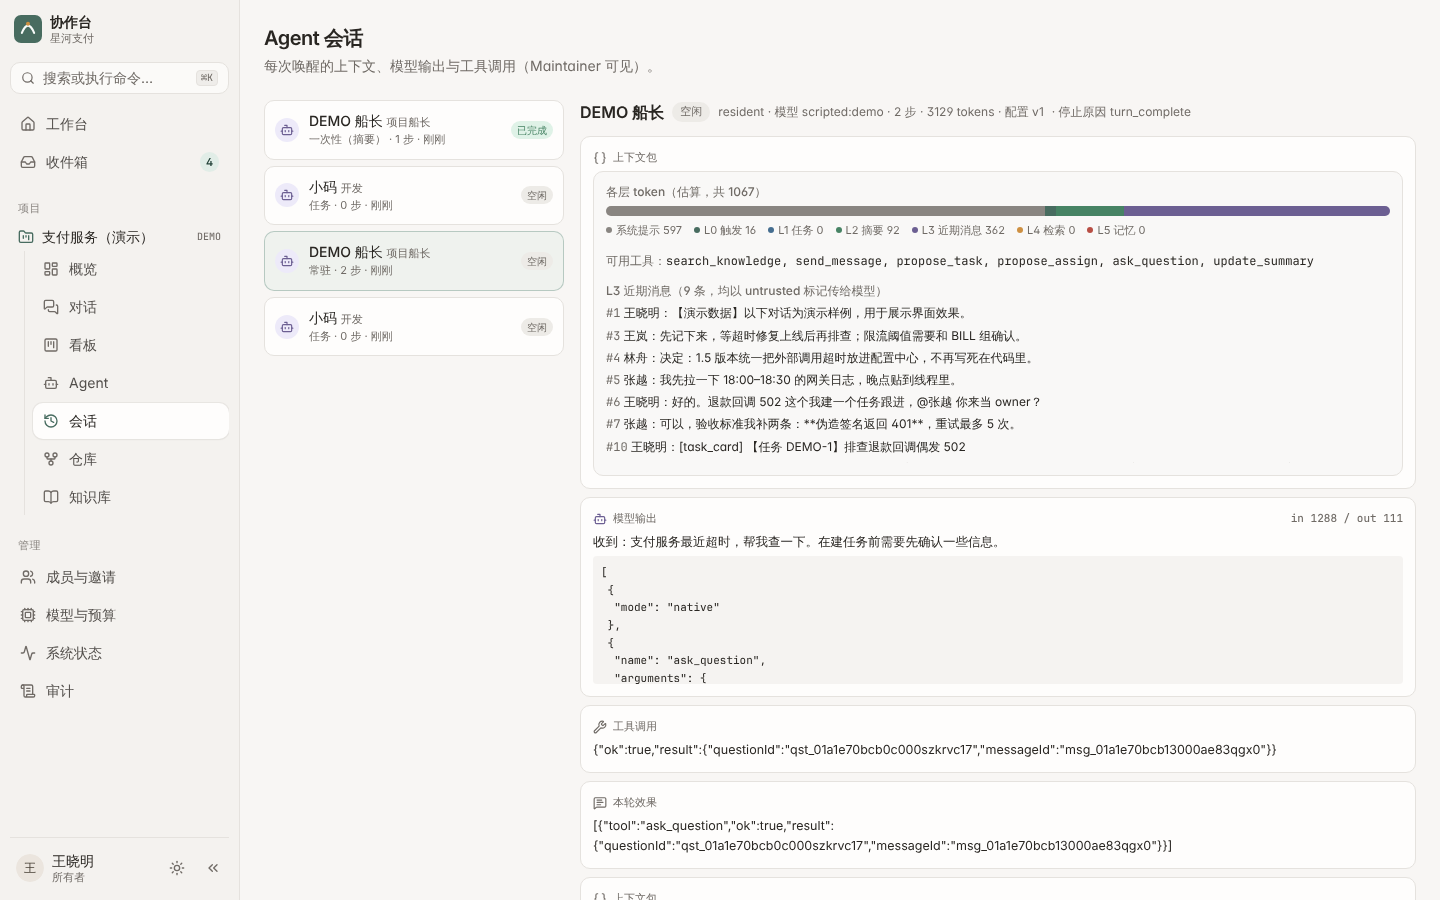 协作台
星河支付
搜索或执行命令...
⌘K
工作台
收件箱
4
项目
支付服务（演示）
DEMO
概览
对话
看板
Agent
会话
仓库
知识库
管理
成员与邀请
模型与预算
系统状态
审计
王
王晓明
所有者
Agent 会话
每次唤醒的上下文、模型输出与工具调用（Maintainer 可见）。
DEMO 船长 项目船长
一次性（摘要） · 1 步 · 刚刚
已完成
小码 开发
任务 · 0 步 · 刚刚
空闲
DEMO 船长 项目船长
常驻 · 2 步 · 刚刚
空闲
小码 开发
任务 · 0 步 · 刚刚
空闲
DEMO 船长 空闲 resident · 模型 scripted:demo · 2 步 · 3129 tokens · 配置 v1 · 停止原因 turn_complete
上下文包
各层 token（估算，共 1067）
系统提示 597 L0 触发 16 L1 任务 0 L2 摘要 92 L3 近期消息 362 L4 检索 0 L5 记忆 0
可用工具：search_knowledge, send_message, propose_task, propose_assign, ask_question, update_summary
L3 近期消息（9 条，均以 untrusted 标记传给模型）
#1 王晓明：【演示数据】以下对话为演示样例，用于展示界面效果。
#3 王岚：先记下来，等超时修复上线后再排查；限流阈值需要和 BILL 组确认。
#4 林舟：决定：1.5 版本统一把外部调用超时放进配置中心，不再写死在代码里。
#5 张越：我先拉一下 18:00–18:30 的网关日志，晚点贴到线程里。
#6 王晓明：好的。退款回调 502 这个我建一个任务跟进，@张越 你来当 owner？
#7 张越：可以，验收标准我补两条：**伪造签名返回 401**，重试最多 5 次。
#10 王晓明：[task_card] 【任务 DEMO-1】排查退款回调偶发 502
模型输出
in 1288 / out 111
收到：支付服务最近超时，帮我查一下。在建任务前需要先确认一些信息。
[
{
"mode": "native"
},
{
"name": "ask_question",
"arguments": {
工具调用
{"ok":true,"result":{"questionId":"qst_01a1e70bcb0c000szkrvc17","messageId":"msg_01a1e70bcb13000ae83qgx0"}}
本轮效果
[{"tool":"ask_question","ok":true,"result":
{"questionId":"qst_01a1e70bcb0c000szkrvc17","messageId":"msg_01a1e70bcb13000ae83qgx0"}}]
上下文包